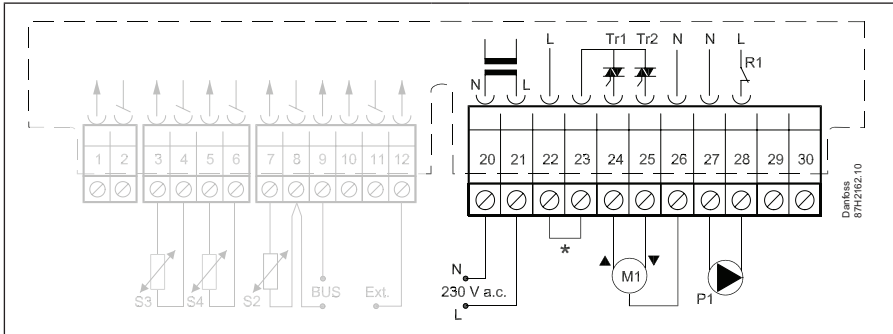 L Tr1 Tr2 N N L
R1
N L
1 2 3 4 5 6 7 8 9 10 11 12 20 21 22 23 24 25 26 27 28 29 30
*
N
230 V a.c.
L
S3 S4 S2 BUS Ext. M1 P1
Danfoss
87H2162.10